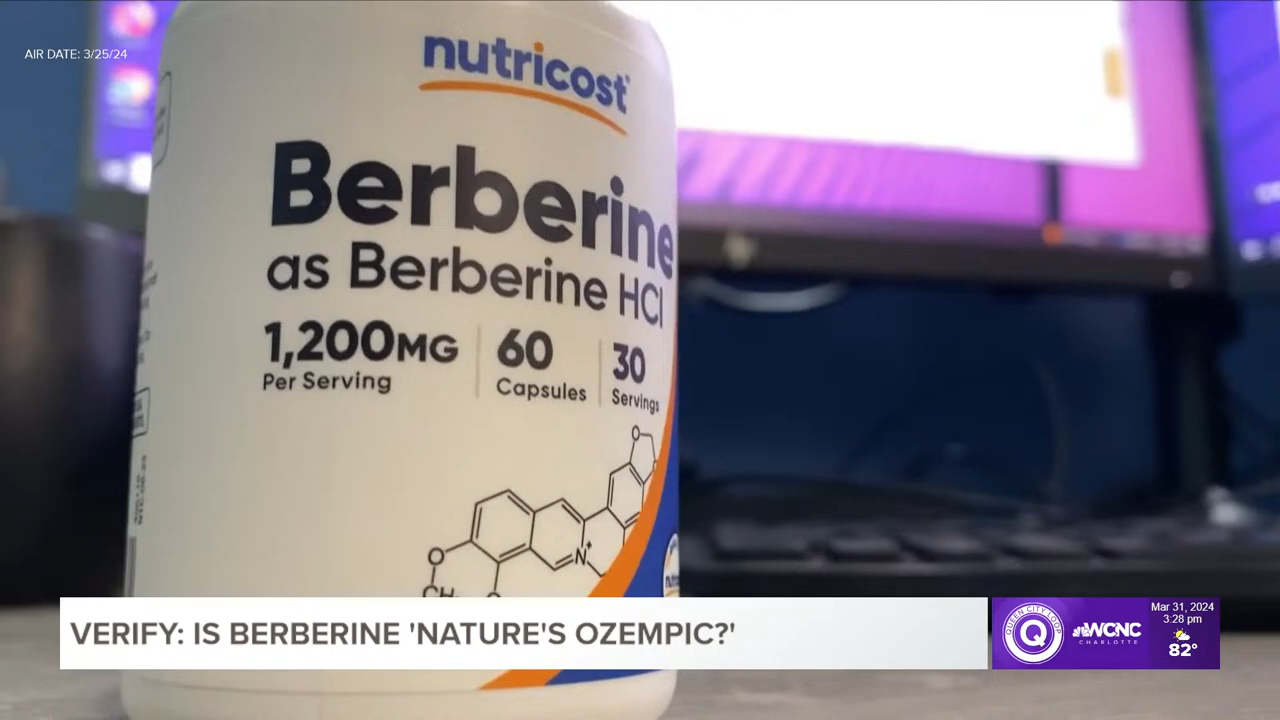 AIR DATE: 3/25/24
nutricost
Berberine
as Berberine HCl
1,200MG
Per Serving
60
Capsules
30
Servings
O
N+
O
CH
VERIFY: IS BERBERINE 'NATURE'S OZEMPIC?'
QUEEN CITY LOOP
Q
WCNC
CHARLOTTE
Mar 31, 2024
3:28 pm
82°